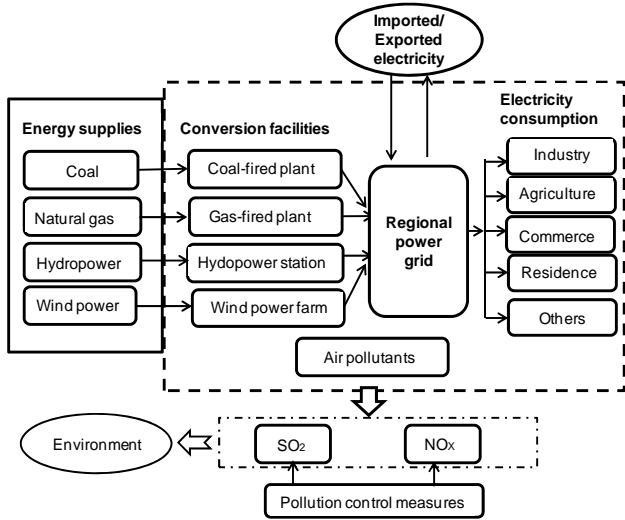 Imported/
Exported
electricity
Energy supplies
Conversion facilities
Electricity
consumption
Coal
Coal-fired plant
Industry
Natural gas
Gas-fired plant
Agriculture
Regional
power
grid
Commerce
Hydropower
Hydopower station
Residence
Wind power
Wind power farm
Others
Air pollutants
Environment
SO2
NOX
Pollution control measures